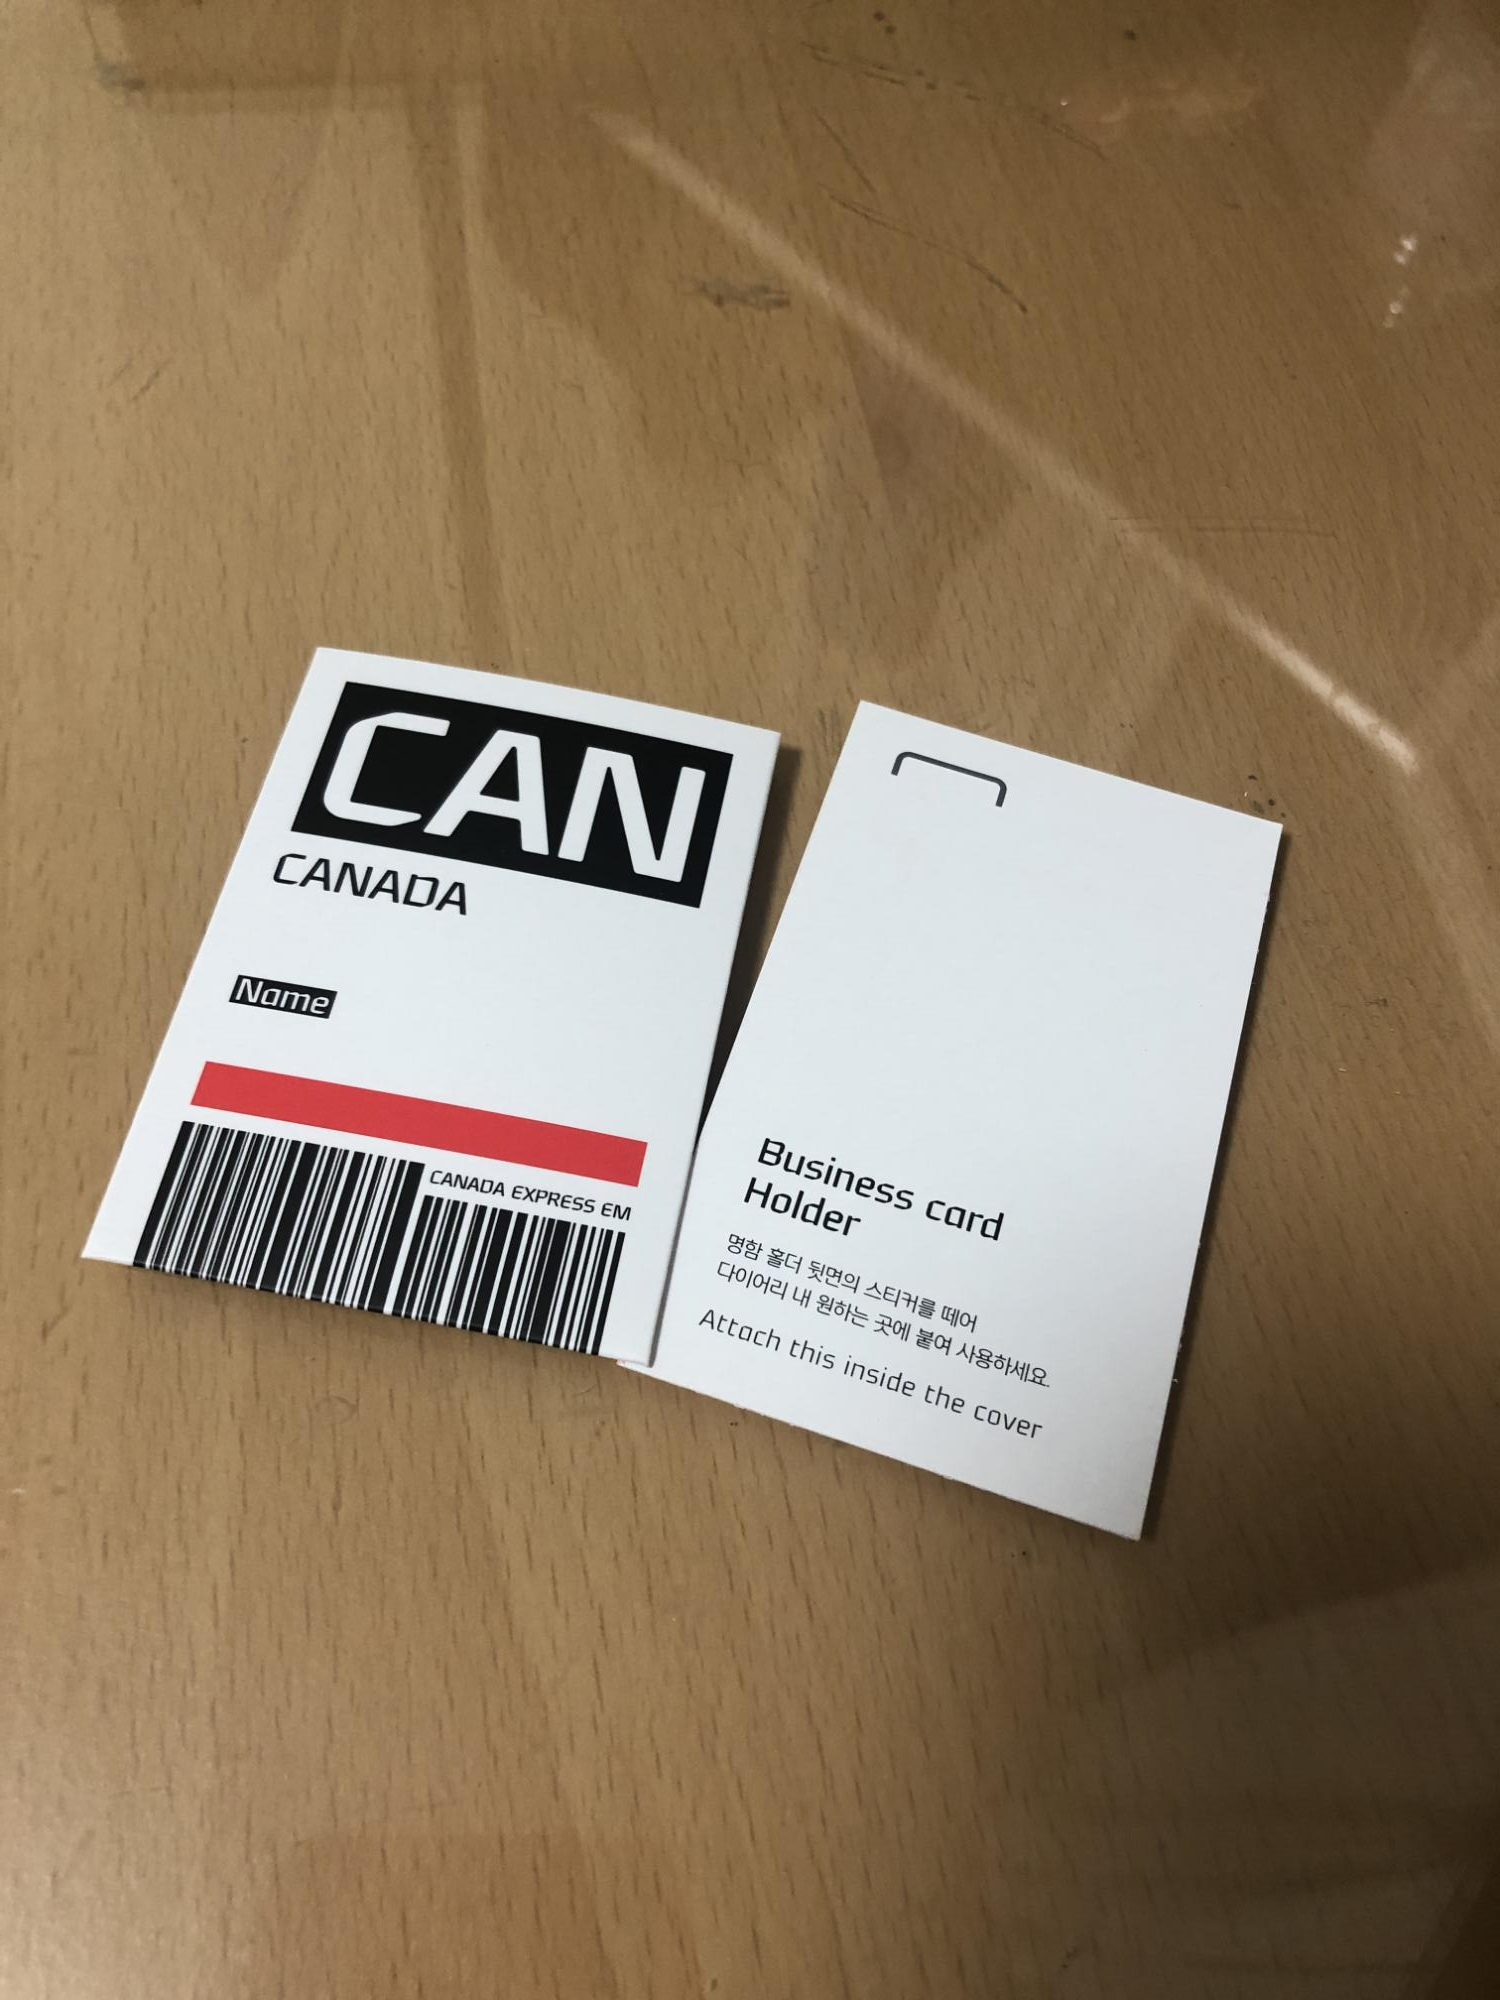 CAN
CANADA
Name
CANADA EXPRESS EM
Business card
Holder
명함 홀더 뒷면의 스티커를 떼어
다이어리 내 원하는 곳에 붙여 사용하세요.
Attach this inside the cover